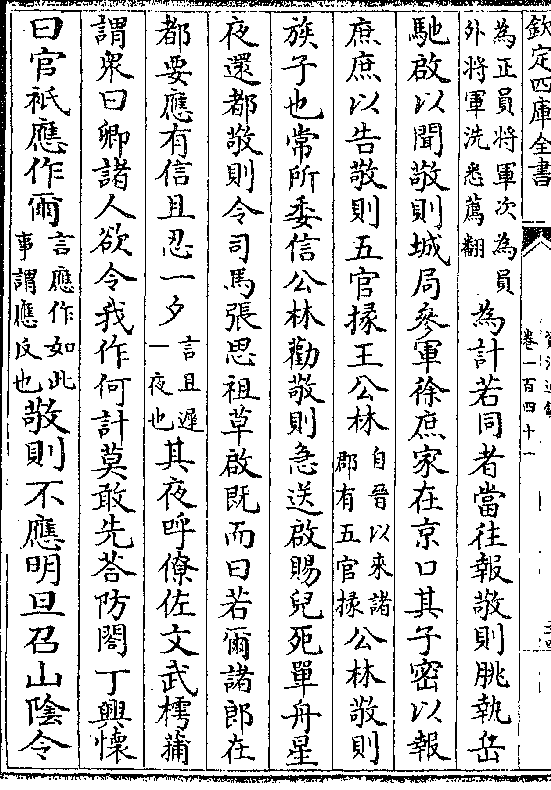 欽定四庫全書
資治通鑑
卷一百四十一
為正員將軍次為員
外將軍洗悉薦翻
為計若同者當往報敬則朓執岳
馳啟以聞敬則城局參軍徐庶家在京口其子密以報
庶庶以告敬則五官掾王公林
自晉以來諸
郡有五官掾
公林敬則
族子也常所委信公林勸敬則急送啟賜兒死單舟星
夜還都敬則令司馬張思祖草啟既而曰若爾諸郎在
都要應有信且忍一夕
言且遲
一夜也
其夜呼僚佐文武樗蒱
謂衆曰卿諸人欲令我作何計莫敢先荅防閤丁興懷
曰官祇應作爾
言應作如此
事謂應反也
敬則不應明旦召山陰令